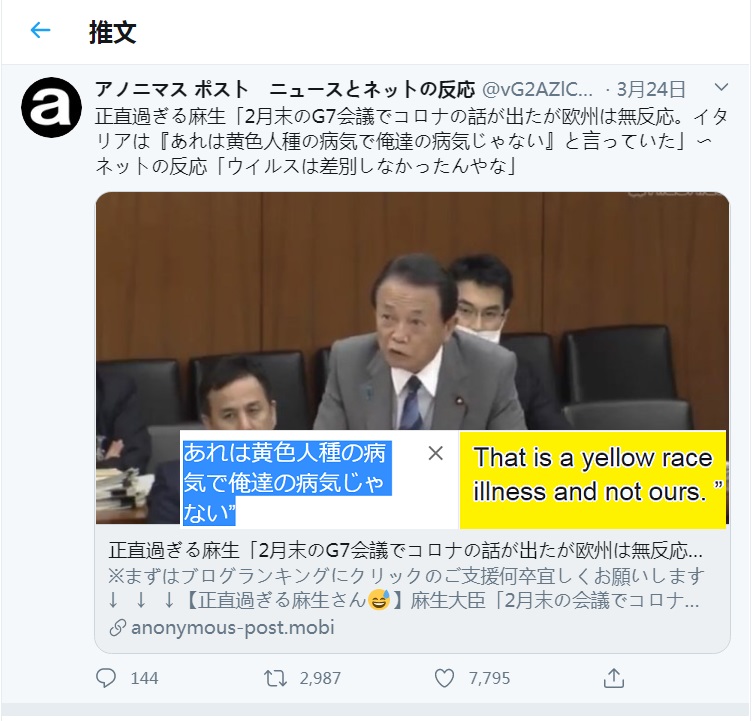 推文
アノニマス ポスト　ニュースとネットの反応 @vG2AZlC... · 3月24日
正直過ぎる麻生「2月末のG7会議でコロナの話が出たが欧州は無反応。イタ
リアは『あれは黄色人種の病気で俺達の病気じゃない』と言っていた」〜
ネットの反応「ウイルスは差別しなかったんやな」
あれは黄色人種の病
気で俺達の病気じゃ
ない”
That is a yellow race
illness and not ours. ”
正直過ぎる麻生「2月末のG7会議でコロナの話が出たが欧州は無反応...
※まずはブログランキングにクリックのご支援何卒宜しくお願いします
↓ ↓ ↓【正直過ぎる麻生さん😅】麻生大臣「2月末の会議でコロナ...
anonymous-post.mobi
144 2,987 7,795